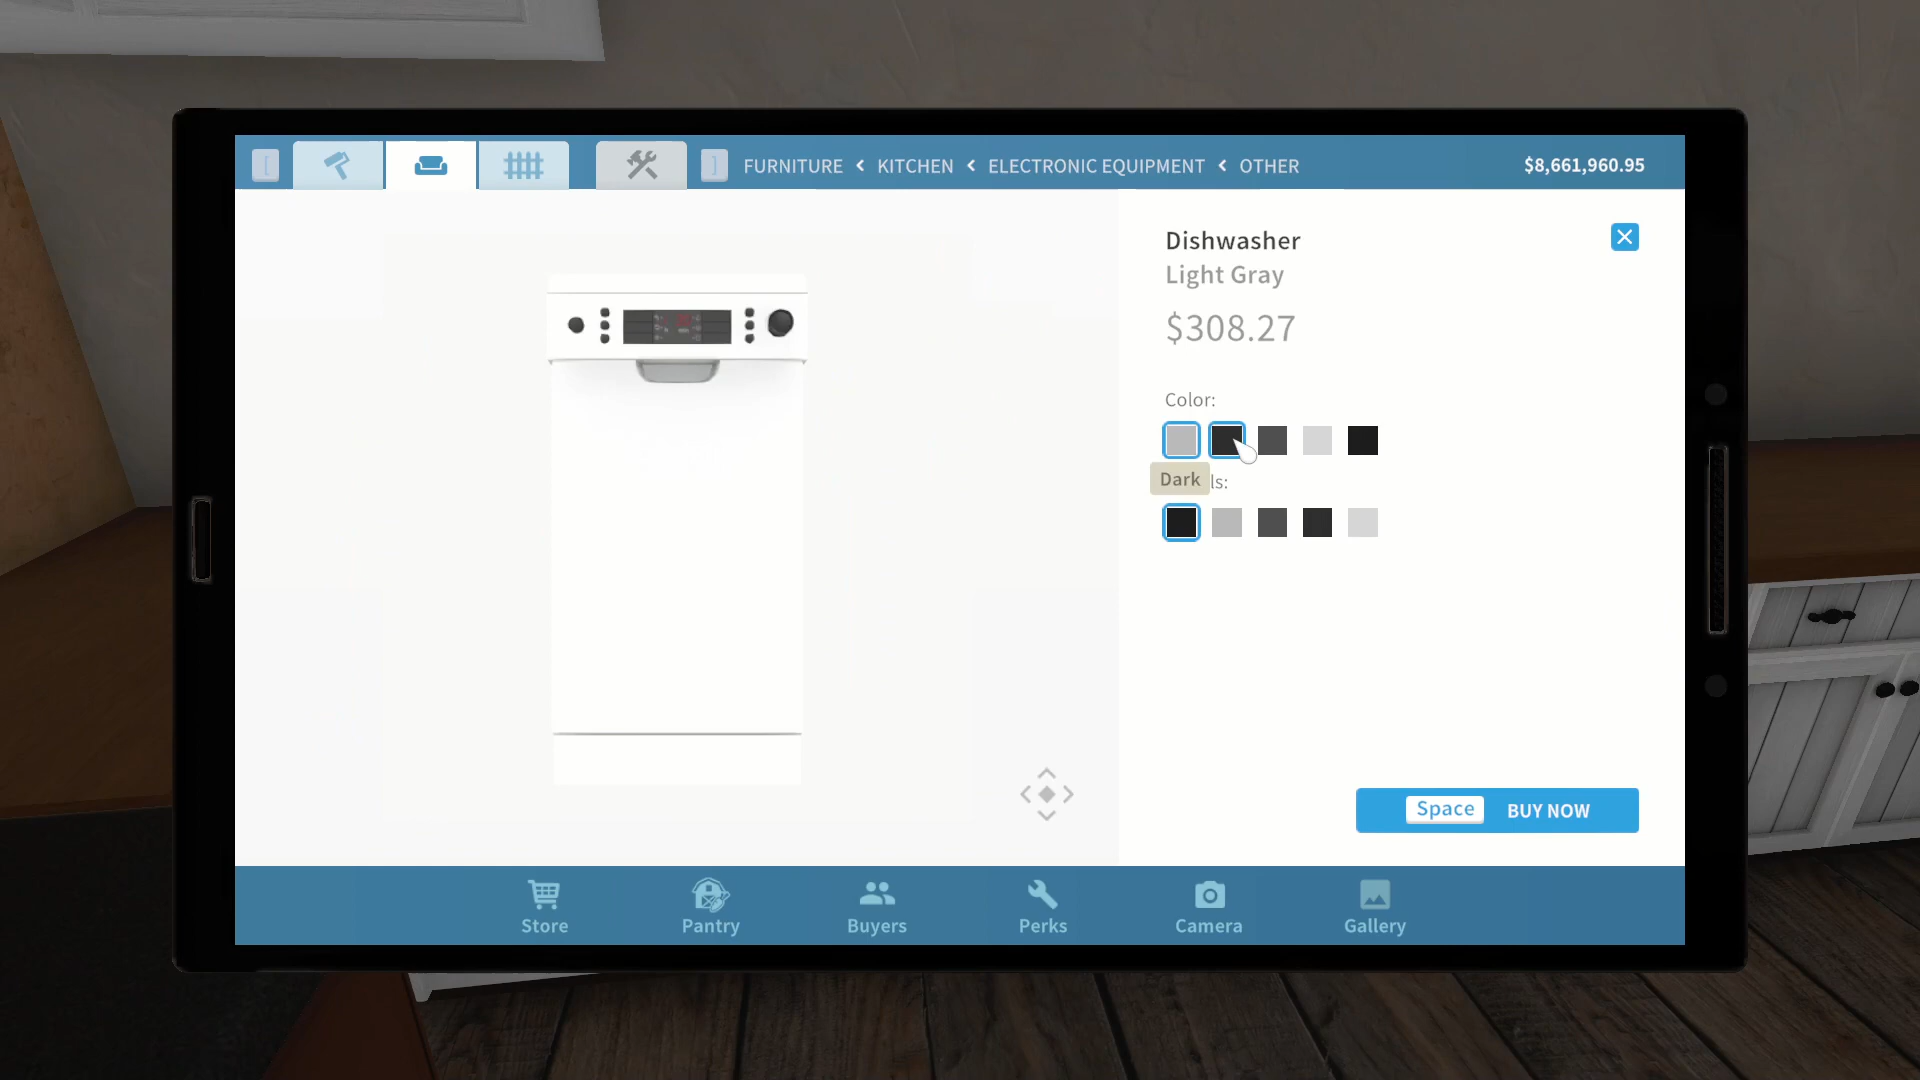 [
]
FURNITURE < KITCHEN < ELECTRONIC EQUIPMENT < OTHER
$8,661,960.95
Dishwasher
Light Gray
$308.27
Color:
Dark
ls:
Space BUY NOW
Store
Pantry
Buyers
Perks
Camera
Gallery